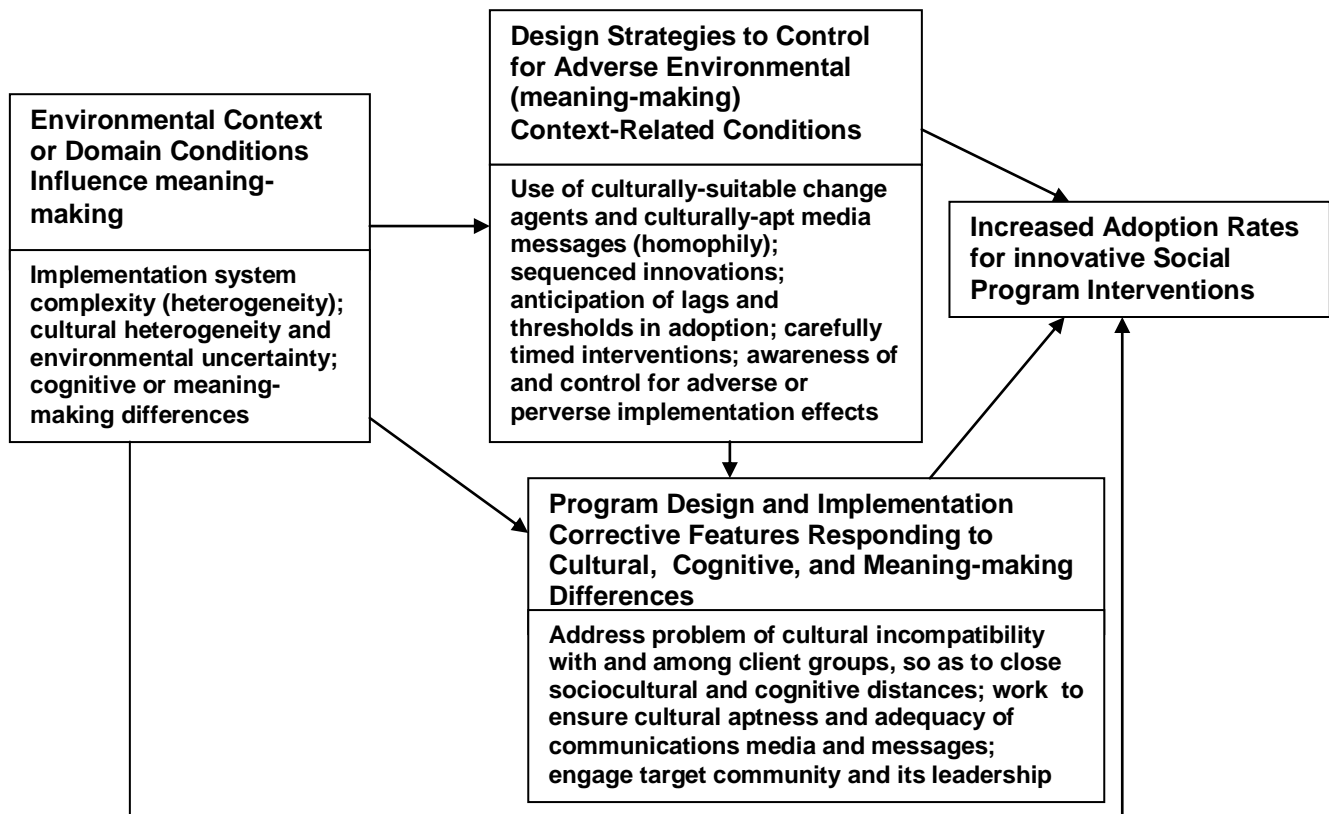 Environmental Context
or Domain Conditions
Influence meaning-
making
Implementation system
complexity (heterogeneity);
cultural heterogeneity and
environmental uncertainty;
cognitive or meaning-
making differences
Design Strategies to Control
for Adverse Environmental
(meaning-making)
Context-Related Conditions
Use of culturally-suitable change
agents and culturally-apt media
messages (homophily);
sequenced innovations;
anticipation of lags and
thresholds in adoption; carefully
timed interventions; awareness of
and control for adverse or
perverse implementation effects
Increased Adoption Rates
for innovative Social
Program Interventions
Program Design and Implementation
Corrective Features Responding to
Cultural, Cognitive, and Meaning-making
Differences
Address problem of cultural incompatibility
with and among client groups, so as to close
sociocultural and cognitive distances; work to
ensure cultural aptness and adequacy of
communications media and messages;
engage target community and its leadership